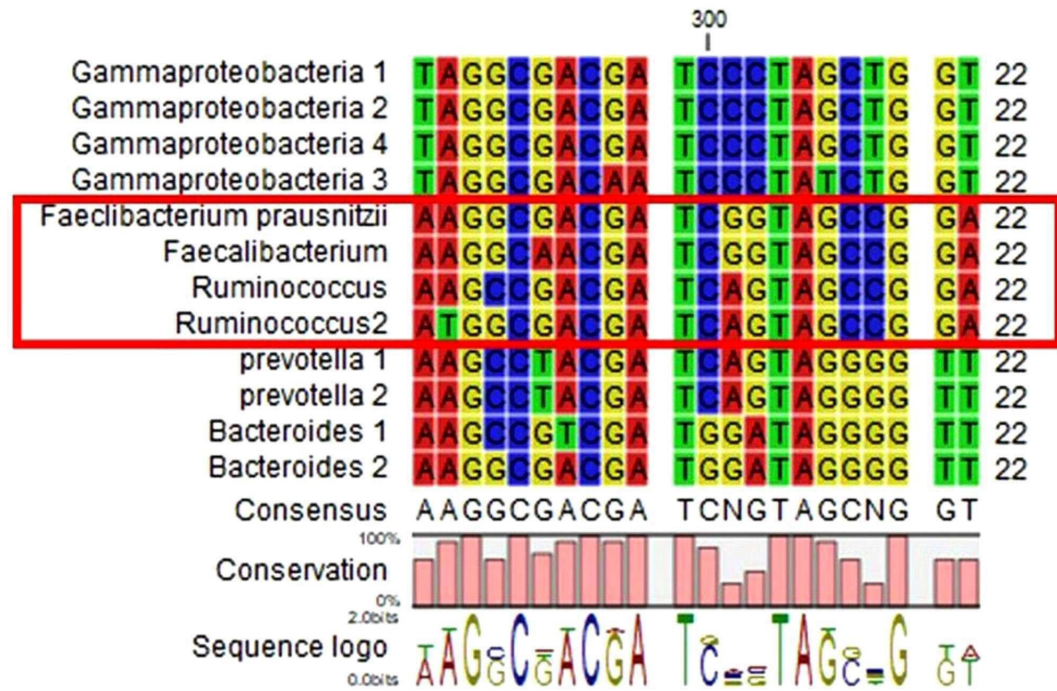 300
Gammaproteobacteria 1 TAGGCGACGA TCCCTAGCTG GT 22
Gammaproteobacteria 2 TAGGCGACGA TCCCTAGCTG GT 22
Gammaproteobacteria 4 TAGGCGACGA TCCCTAGCTG GT 22
Gammaproteobacteria 3 TAGGCGACAA TCCCTATCTG GT 22
Faeclibacterium prausnitzii AAGGCGACGA TCGGTAGCCG GA 22
Faecalibacterium AAGGCAACGA TCGGTAGCCG GA 22
Ruminococcus AAGCCGACGA TCAGTAGCCG GA 22
Ruminococcus2 ATGGCGACGA TCAGTAGCCG GA 22
prevotella 1 AAGCCTACGA TCAGTAGGGG TT 22
prevotella 2 AAGCCTACGA TCAGTAGGGG TT 22
Bacteroides 1 AAGCCGTCGA TGGATAGGGG TT 22
Bacteroides 2 AAGGCGACGA TGGATAGGGG TT 22
Consensus AAGGCGACGA TCNGTAGCNG GT
100%
Conservation
0%
2.0bits
Sequence logo
0.0bits